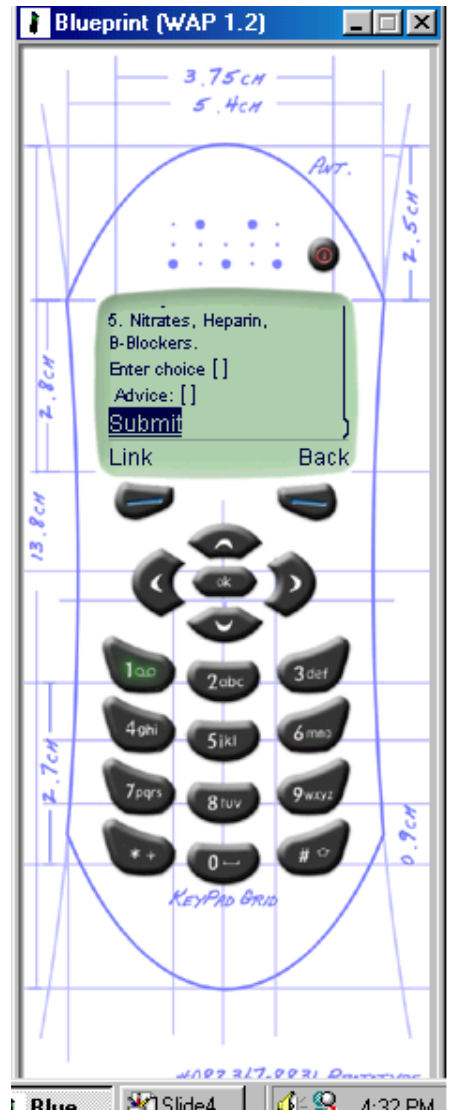 Blueprint (WAP 1.2)
3.75CM
5.4CM
ANT.
2.5CM
5. Nitrates, Heparin,
B-Blockers.
Enter choice []
Advice: []
Submit
Link Back
2.8CM
13.8CM
ok
1
2abc 3def
4ghi 5jkl 6mno
7pqrs 8tuv 9wxyz
* + 0 #
2.7CM
0.9CM
KEYPAD GRID
Blue... Slide4 4:32 PM